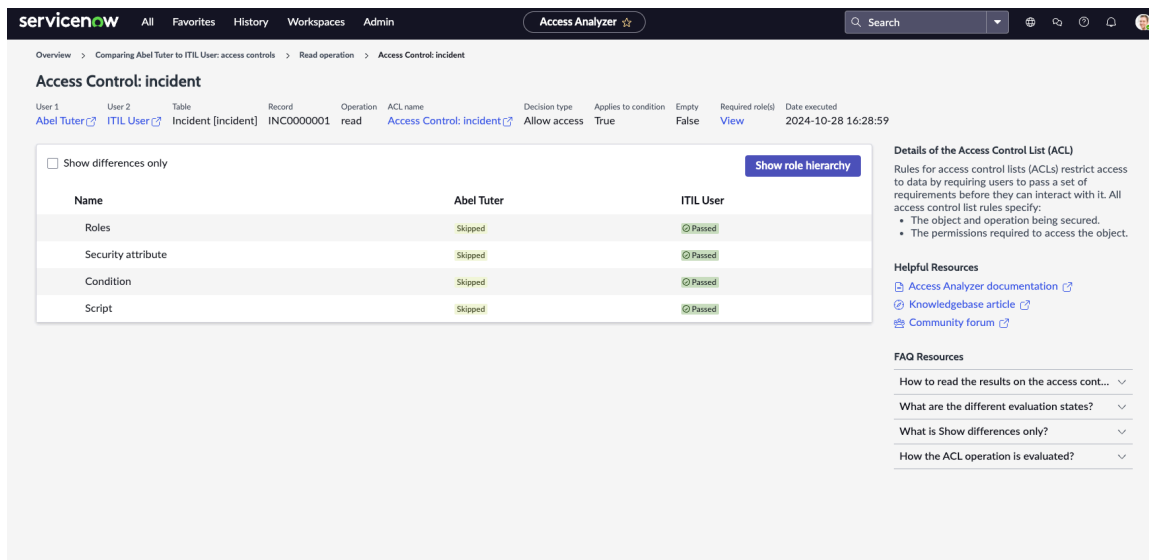 servicenow All Favorites History Workspaces Admin Access Analyzer Search
Overview > Comparing Abel Tuter to ITIL User: access controls > Read operation > Access Control: incident
Access Control: incident
User 1 User 2 Table Record Operation ACL name Decision type Applies to condition Empty Required role(s) Date executed
Abel Tuter ITIL User Incident [incident] INC0000001 read Access Control: incident Allow access True False View 2024-10-28 16:28:59
Show differences only Show role hierarchy
Name Abel Tuter ITIL User
Roles Skipped Passed
Security attribute Skipped Passed
Condition Skipped Passed
Script Skipped Passed
Details of the Access Control List (ACL)
Rules for access control lists (ACLs) restrict access
to data by requiring users to pass a set of
requirements before they can interact with it. All
access control list rules specify:
• The object and operation being secured.
• The permissions required to access the object.
Helpful Resources
Access Analyzer documentation
Knowledgebase article
Community forum
FAQ Resources
How to read the results on the access cont...
What are the different evaluation states?
What is Show differences only?
How the ACL operation is evaluated?